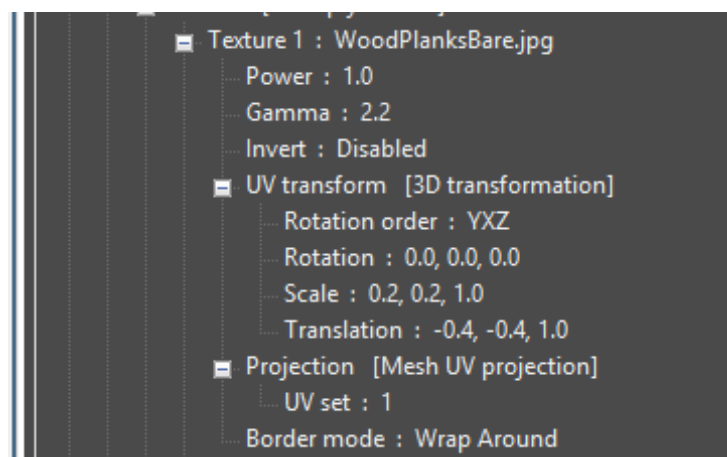 Texture 1 : WoodPlanksBare.jpg
Power : 1.0
Gamma : 2.2
Invert : Disabled
UV transform [3D transformation]
Rotation order : YXZ
Rotation : 0.0, 0.0, 0.0
Scale : 0.2, 0.2, 1.0
Translation : -0.4, -0.4, 1.0
Projection [Mesh UV projection]
UV set : 1
Border mode : Wrap Around